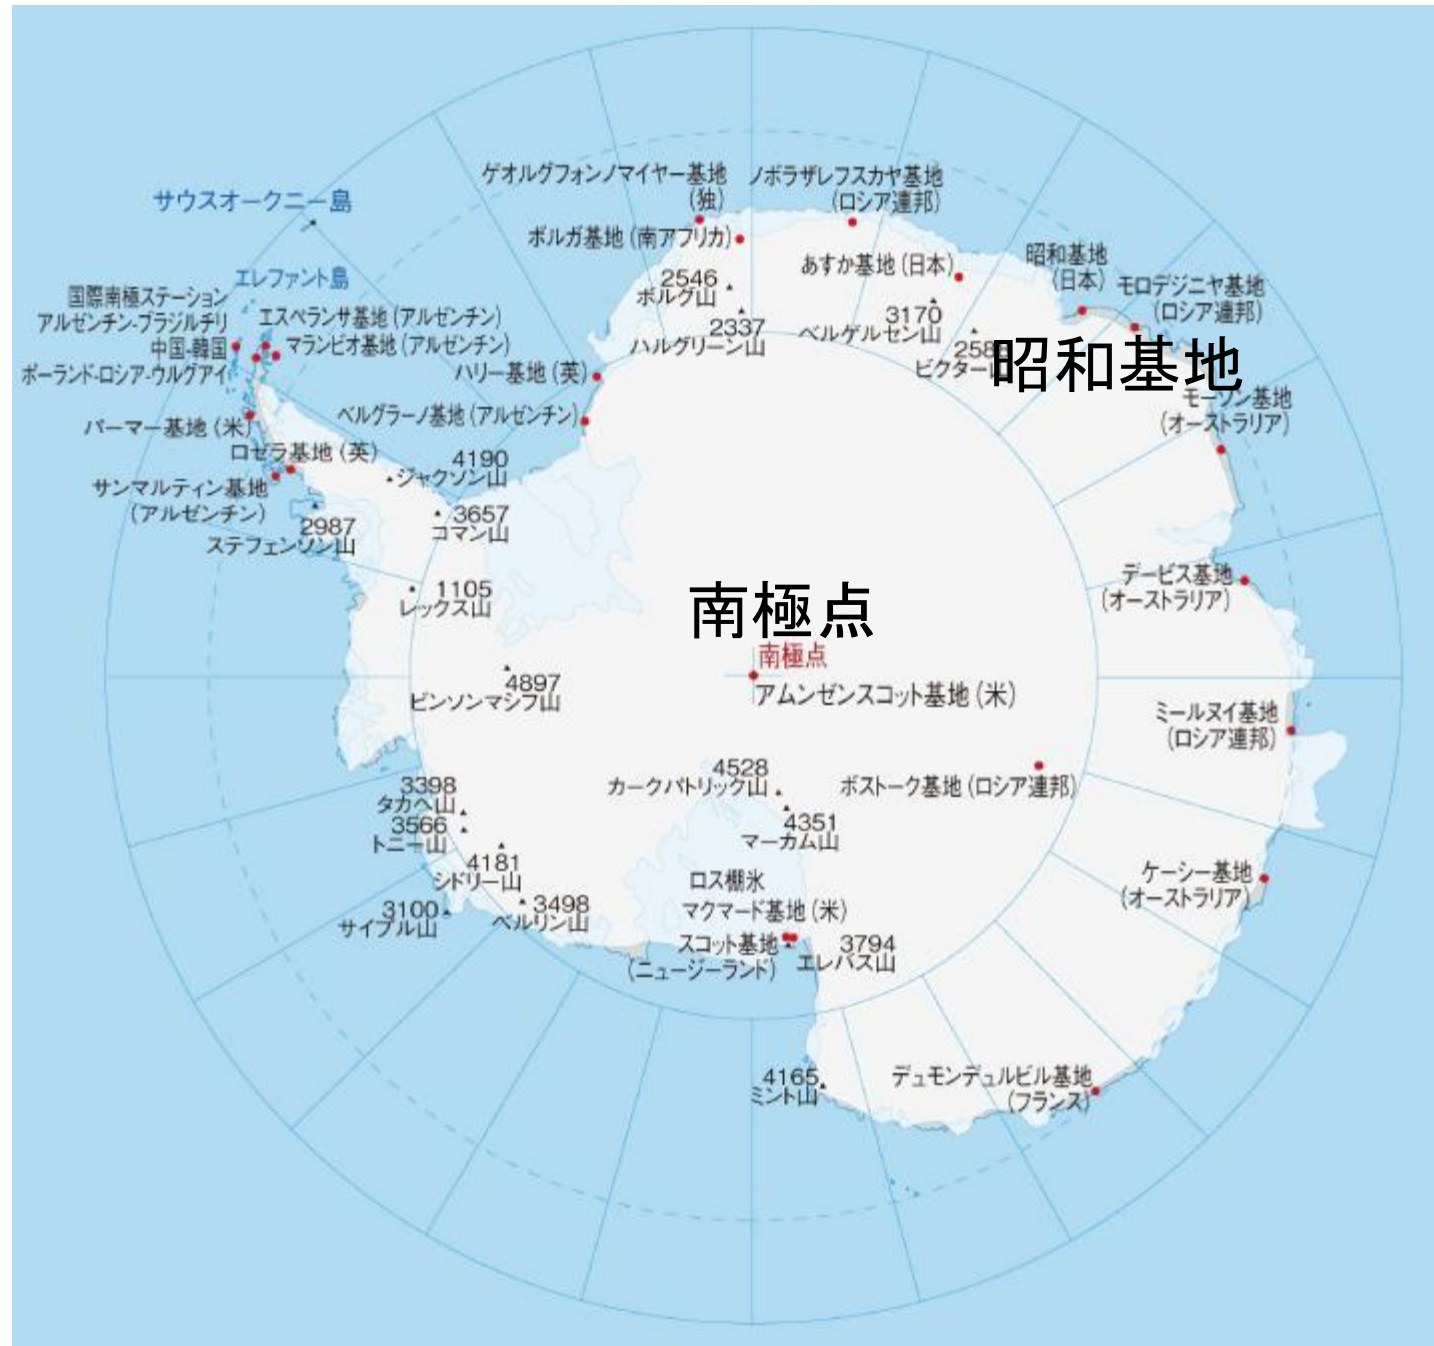 ゲオルグフォンノマイヤー基地
(独)
ノボラザレフスカヤ基地
(ロシア連邦)
サウスオークニー島
ボルガ基地(南アフリカ)
あすか基地(日本)
昭和基地
(日本)
モロデジニヤ基地
(ロシア連邦)
エレファント島
2546
ボルグ山
国際南極ステーション
アルゼンチン-ブラジルチリ
中国-韓国
ポーランド-ロシア-ウルグアイ
エスペランサ基地(アルゼンチン)
マランビオ基地(アルゼンチン)
2337
ハルグリーン山
3170
ベルゲルセン山
ビクター山
昭和基地
ハリー基地(英)
モーソン基地
(オーストラリア)
ベルグラーノ基地(アルゼンチン)
パーマー基地(米)
ロゼラ基地(英)
4190
ジャクソン山
サンマルティン基地
(アルゼンチン)
3657
コマン山
2987
ステフェンソン山
1105
レックス山
デービス基地
(オーストラリア)
南極点
南極点
アムンゼンスコット基地(米)
4897
ビンソンマシフ山
ミールヌイ基地
(ロシア連邦)
4528
カークパトリック山
ボストーク基地(ロシア連邦)
3398
タカヘ山
3566
トニー山
4351
マーカム山
4181
シドリー山
ロス棚氷
ケーシー基地
(オーストラリア)
3100
サイプル山
3498
ベルリン山
マクマード基地(米)
スコット基地
(ニュージーランド)
3794
エレバス山
4165
ミント山
デュモンデュルビル基地
(フランス)